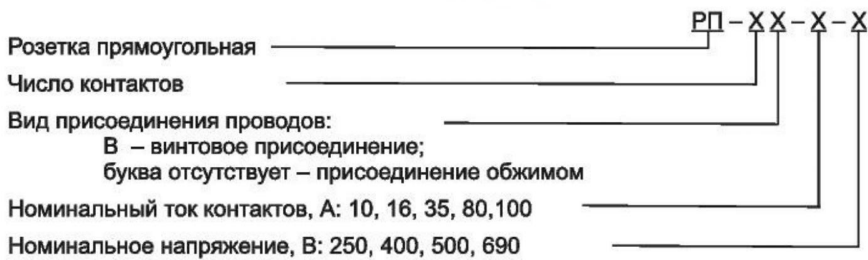 РП – X X – X – X
Розетка прямоугольная
Число контактов
Вид присоединения проводов:
В – винтовое присоединение;
буква отсутствует – присоединение обжимом
Номинальный ток контактов, А: 10, 16, 35, 80,100
Номинальное напряжение, В: 250, 400, 500, 690